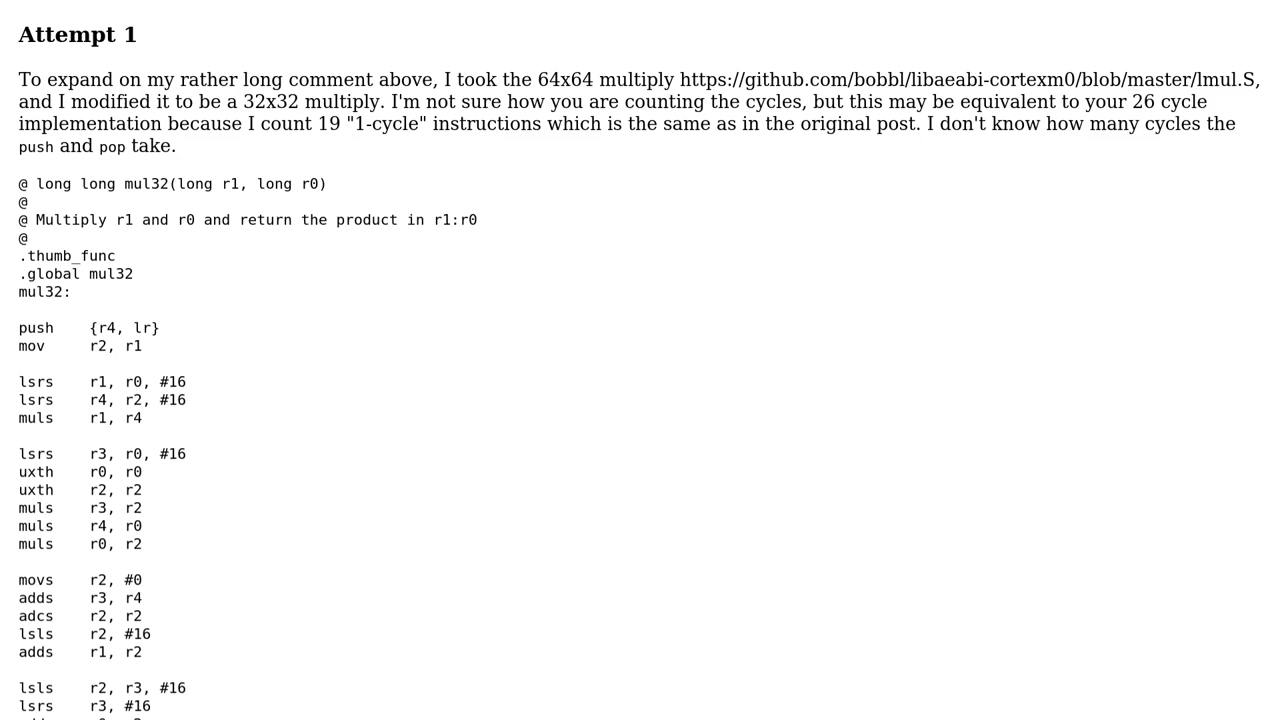 Attempt 1
To expand on my rather long comment above, I took the 64x64 multiply https://github.com/bobbl/libaeabi-cortexm0/blob/master/lmul.S,
and I modified it to be a 32x32 multiply. I'm not sure how you are counting the cycles, but this may be equivalent to your 26 cycle
implementation because I count 19 "1-cycle" instructions which is the same as in the original post. I don't know how many cycles the
push and pop take.
@ long long mul32(long r1, long r0)
@
@ Multiply r1 and r0 and return the product in r1:r0
@
.thumb_func
.global mul32
mul32:
push    {r4, lr}
mov     r2, r1
lsrs    r1, r0, #16
lsrs    r4, r2, #16
muls    r1, r4
lsrs    r3, r0, #16
uxth    r0, r0
uxth    r2, r2
muls    r3, r2
muls    r4, r0
muls    r0, r2
movs    r2, #0
adds    r3, r4
adcs    r2, r2
lsls    r2, #16
adds    r1, r2
lsls    r2, r3, #16
lsrs    r3, #16